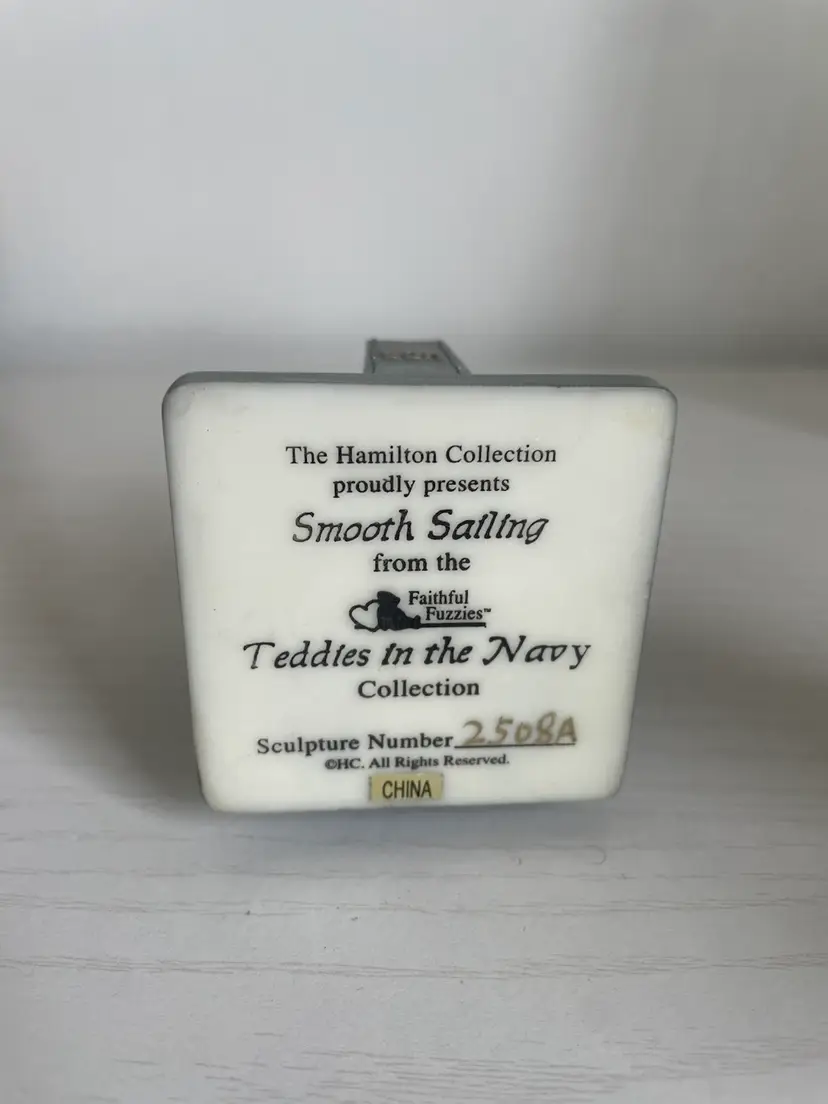 The Hamilton Collection
proudly presents
Smooth Sailing
from the
Faithful
Fuzzies™
Teddies in the Navy
Collection
Sculpture Number 2508A
©HC. All Rights Reserved.
CHINA